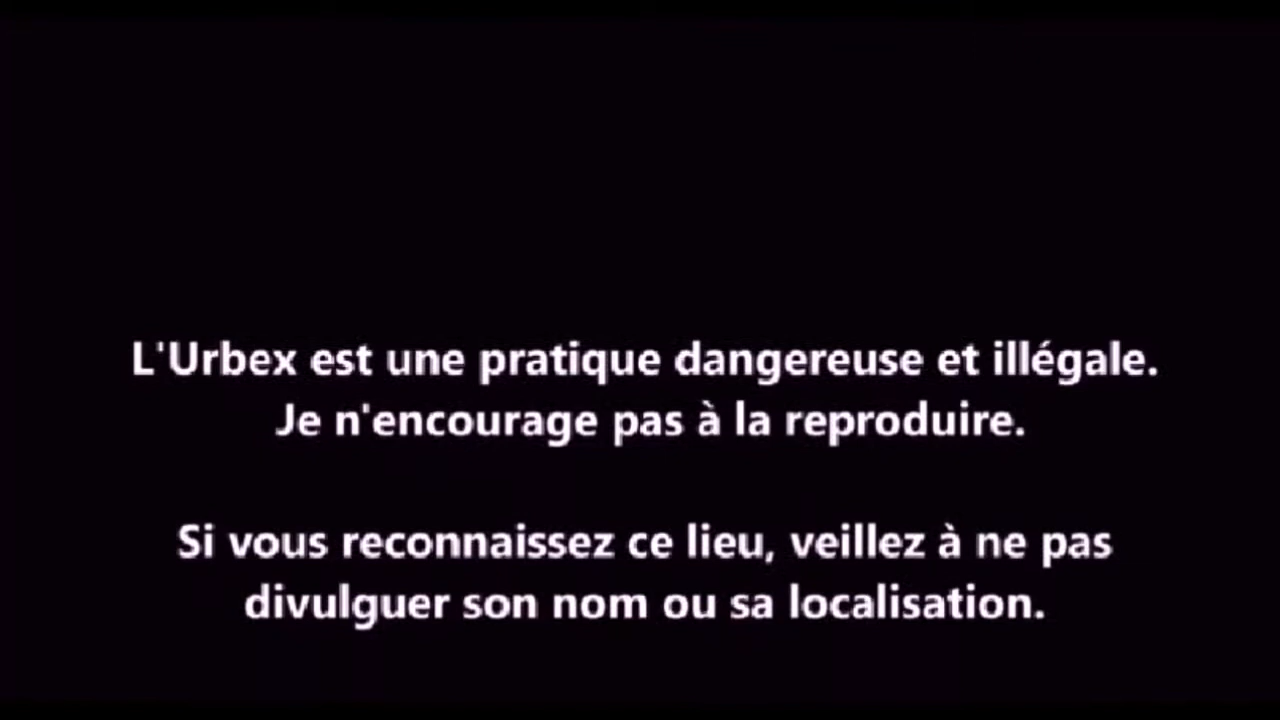 L'Urbex est une pratique dangereuse et illégale.
Je n'encourage pas à la reproduire.
Si vous reconnaissez ce lieu, veillez à ne pas
divulguer son nom ou sa localisation.